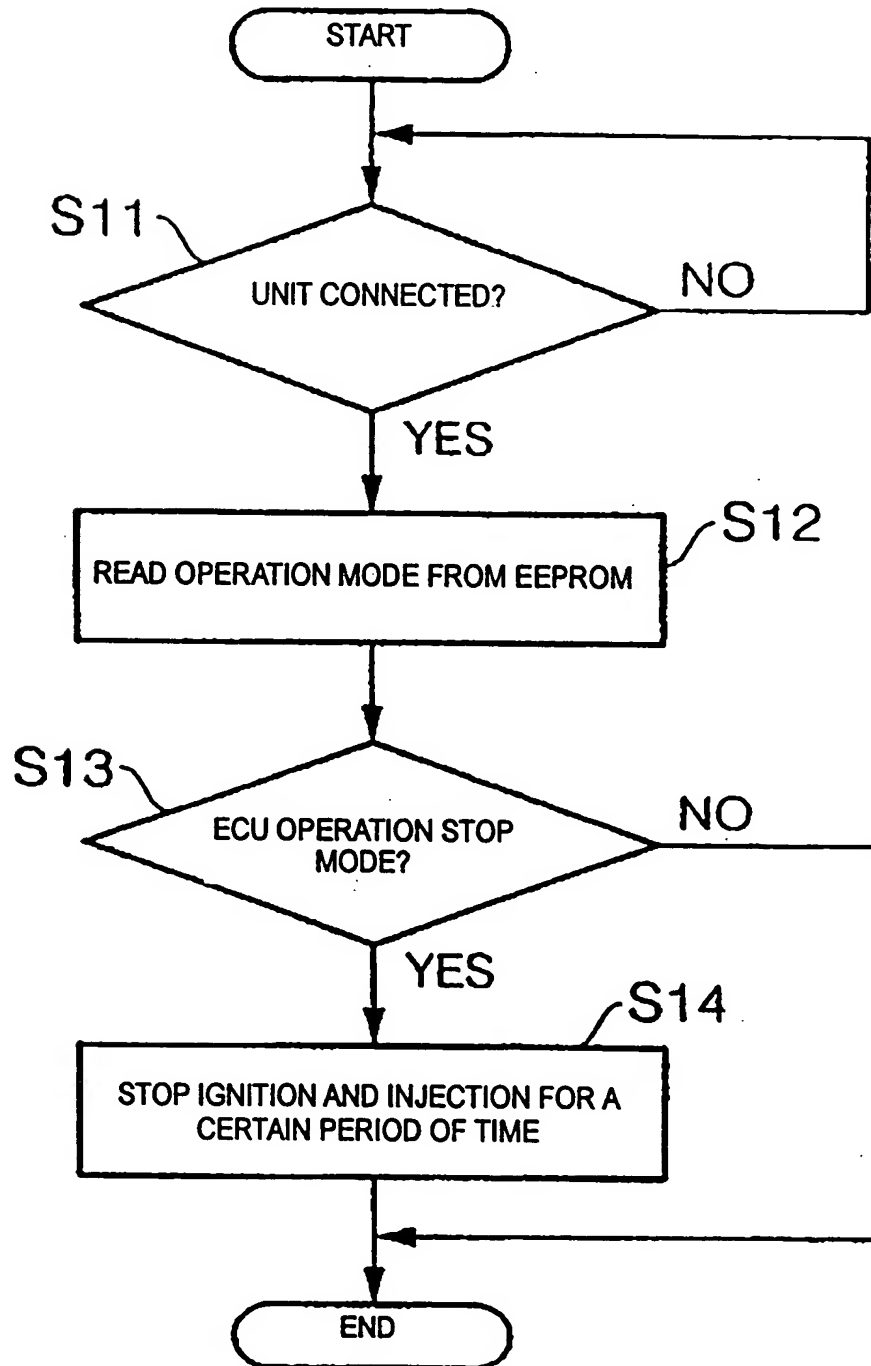 START
S11
UNIT CONNECTED?
NO
YES
S12
READ OPERATION MODE FROM EEPROM
S13
ECU OPERATION STOP
MODE?
NO
YES
S14
STOP IGNITION AND INJECTION FOR A
CERTAIN PERIOD OF TIME
END